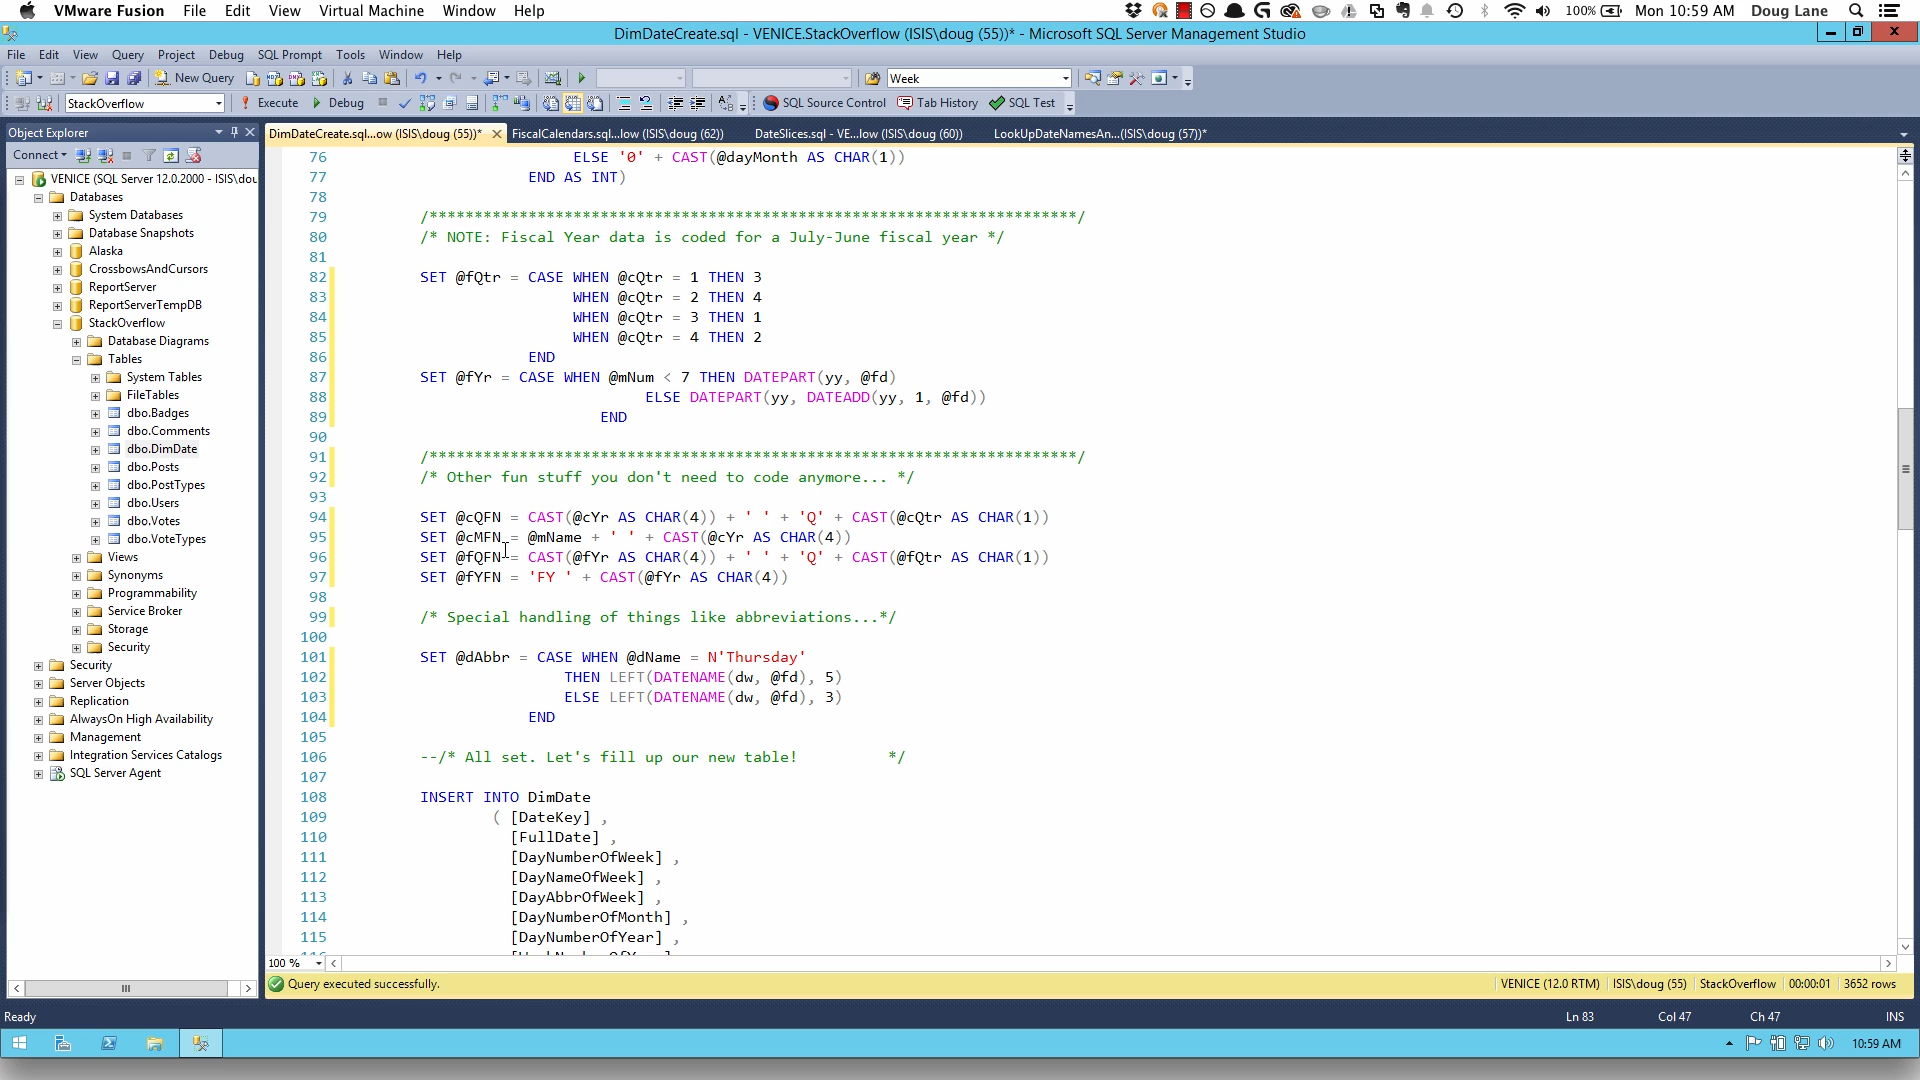 VMware Fusion File Edit View Virtual Machine Window Help 100% Mon 10:59 AM Doug Lane
DimDateCreate.sql - VENICE.StackOverflow (ISIS\doug (55))* - Microsoft SQL Server Management Studio
File Edit View Query Project Debug SQL Prompt Tools Window Help
New Query Week
StackOverflow Execute Debug SQL Source Control Tab History SQL Test
Object Explorer
Connect
VENICE (SQL Server 12.0.2000 - ISIS\dou
Databases
System Databases
Database Snapshots
Alaska
CrossbowsAndCursors
ReportServer
ReportServerTempDB
StackOverflow
Database Diagrams
Tables
System Tables
FileTables
dbo.Badges
dbo.Comments
dbo.DimDate
dbo.Posts
dbo.PostTypes
dbo.Users
dbo.Votes
dbo.VoteTypes
Views
Synonyms
Programmability
Service Broker
Storage
Security
Security
Server Objects
Replication
AlwaysOn High Availability
Management
Integration Services Catalogs
SQL Server Agent
DimDateCreate.sql...ow (ISIS\doug (55))* FiscalCalendars.sql...low (ISIS\doug (62)) DateSlices.sql - VE...low (ISIS\doug (60)) LookUpDateNamesAn...(ISIS\doug (57))*
76 ELSE '0' + CAST(@dayMonth AS CHAR(1))
77 END AS INT)
78
79 /************************************************************************/
80 /* NOTE: Fiscal Year data is coded for a July-June fiscal year */
81
82 SET @fQtr = CASE WHEN @cQtr = 1 THEN 3
83 WHEN @cQtr = 2 THEN 4
84 WHEN @cQtr = 3 THEN 1
85 WHEN @cQtr = 4 THEN 2
86 END
87 SET @fYr = CASE WHEN @mNum < 7 THEN DATEPART(yy, @fd)
88 ELSE DATEPART(yy, DATEADD(yy, 1, @fd))
89 END
90
91 /************************************************************************/
92 /* Other fun stuff you don't need to code anymore... */
93
94 SET @cQFN = CAST(@cYr AS CHAR(4)) + ' ' + 'Q' + CAST(@cQtr AS CHAR(1))
95 SET @cMFN = @mName + ' ' + CAST(@cYr AS CHAR(4))
96 SET @fQFN = CAST(@fYr AS CHAR(4)) + ' ' + 'Q' + CAST(@fQtr AS CHAR(1))
97 SET @fYFN = 'FY ' + CAST(@fYr AS CHAR(4))
98
99 /* Special handling of things like abbreviations...*/
100
101 SET @dAbbr = CASE WHEN @dName = N'Thursday'
102 THEN LEFT(DATENAME(dw, @fd), 5)
103 ELSE LEFT(DATENAME(dw, @fd), 3)
104 END
105
106 --/* All set. Let's fill up our new table! */
107
108 INSERT INTO DimDate
109 ( [DateKey] ,
110 [FullDate] ,
111 [DayNumberOfWeek] ,
112 [DayNameOfWeek] ,
113 [DayAbbrOfWeek] ,
114 [DayNumberOfMonth] ,
115 [DayNumberOfYear] ,
100 %
Query executed successfully. VENICE (12.0 RTM) ISIS\doug (55) StackOverflow 00:00:01 3652 rows
Ready Ln 83 Col 47 Ch 47 INS
10:59 AM